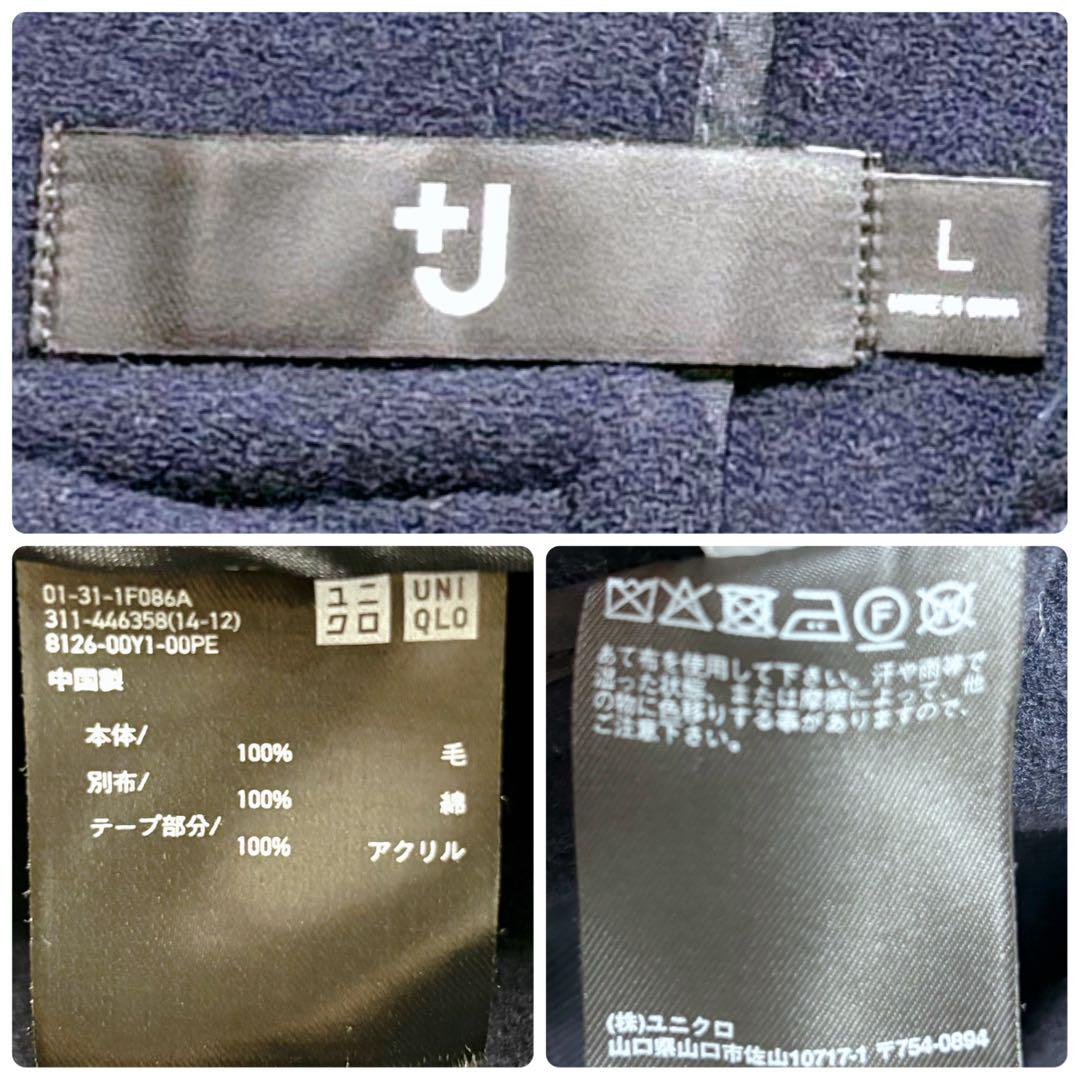 +J
L
MADE IN CHINA
01-31-1F086A
311-446358(14-12)
8126-00Y1-00PE
ユニ
クロ
UNI
QLO
中国製
本体/
100% 毛
別布/
100% 綿
テープ部分/
100% アクリル
F
W
あて布を使用して下さい。汗や雨等で
湿った状態、または摩擦によって、他
の物に色移りする事がありますので、
ご注意下さい。
(株)ユニクロ
山口県山口市佐山10717-1 〒754-0894